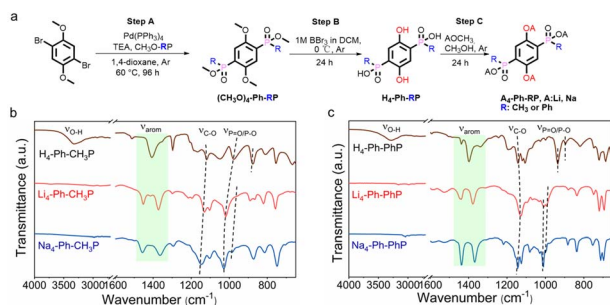 a
Step A
Step B
Step C
Br
Br
O
O
Pd(PPh₃)₄
TEA, CH₃O-RP
1,4-dioxane, Ar
60 °C, 96 h
(CH₃O)₄-Ph-RP
1M BBr₃ in DCM,
0 °C, Ar
24 h
H₄-Ph-RP
AOCH₃,
CH₃OH, Ar
24 h
A₄-Ph-RP, A:Li, Na
R: CH₃ or Ph
b
Transmittance (a.u.)
νO-H
νarom
νC-O
νP=O/P-O
H₄-Ph-CH₃P
Li₄-Ph-CH₃P
Na₄-Ph-CH₃P
4000 3000 1600 1400 1200 1000 800
Wavenumber (cm⁻¹)
c
Transmittance (a.u.)
νO-H
νarom
νC-O
νP=O/P-O
H₄-Ph-PhP
Li₄-Ph-PhP
Na₄-Ph-PhP
4000 3000 1600 1400 1200 1000 800
Wavenumber (cm⁻¹)